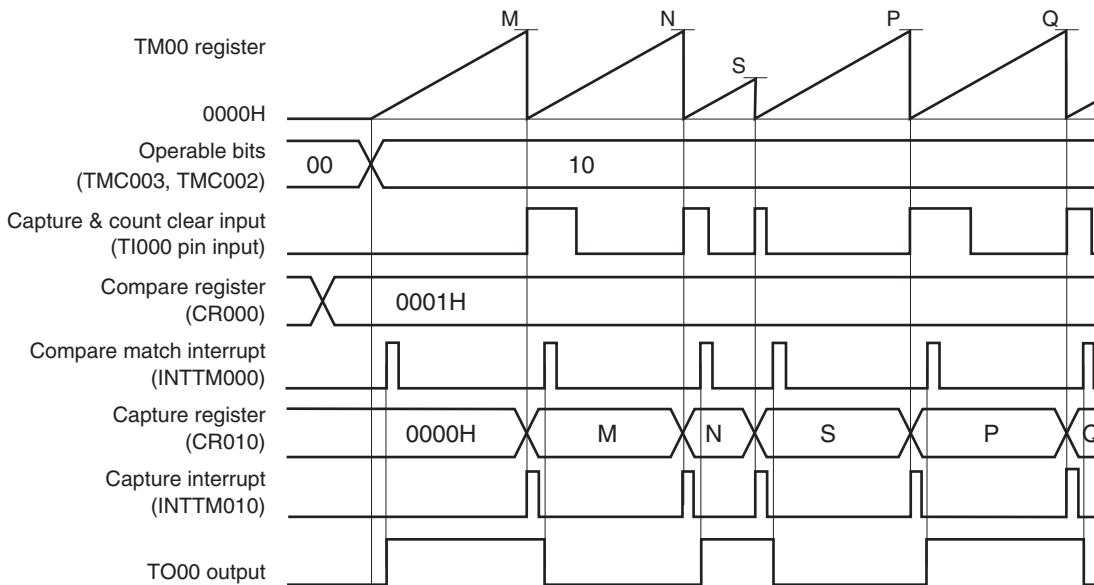 M N S P Q
TM00 register
0000H
Operable bits
(TMC003, TMC002)
00 10
Capture & count clear input
(TI000 pin input)
Compare register
(CR000)
0001H
Compare match interrupt
(INTTM000)
Capture register
(CR010)
0000H M N S P Q
Capture interrupt
(INTTM010)
TO00 output